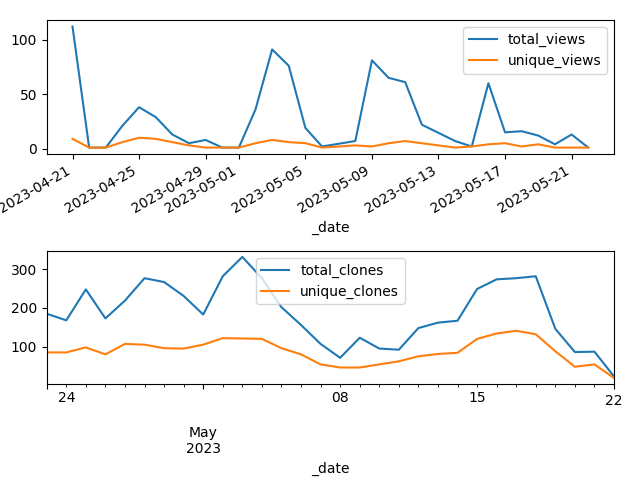 100
50
0
total_views
unique_views
2023-04-21
2023-04-25
2023-04-29
2023-05-01
2023-05-05
2023-05-09
2023-05-13
2023-05-17
2023-05-21
_date
300
200
100
total_clones
unique_clones
24
08
15
22
May
2023
_date